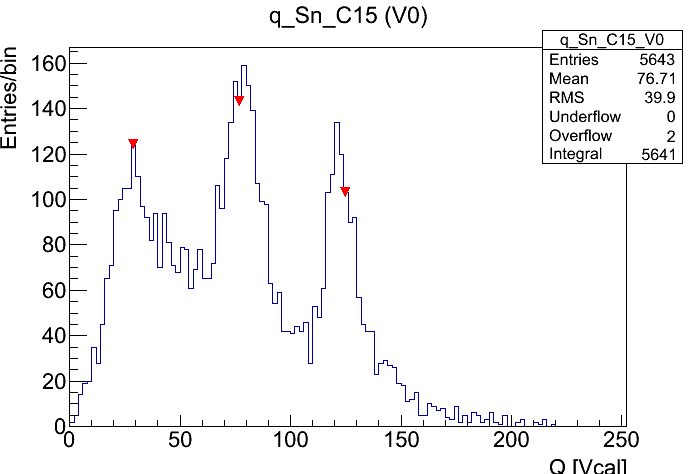 q_Sn_C15 (V0)
q_Sn_C15_V0
Entries 5643
Mean 76.71
RMS 39.9
Underflow 0
Overflow 2
Integral 5641
Entries/bin
160
140
120
100
80
60
40
20
0
0 50 100 150 200 250
Q [Vcal]